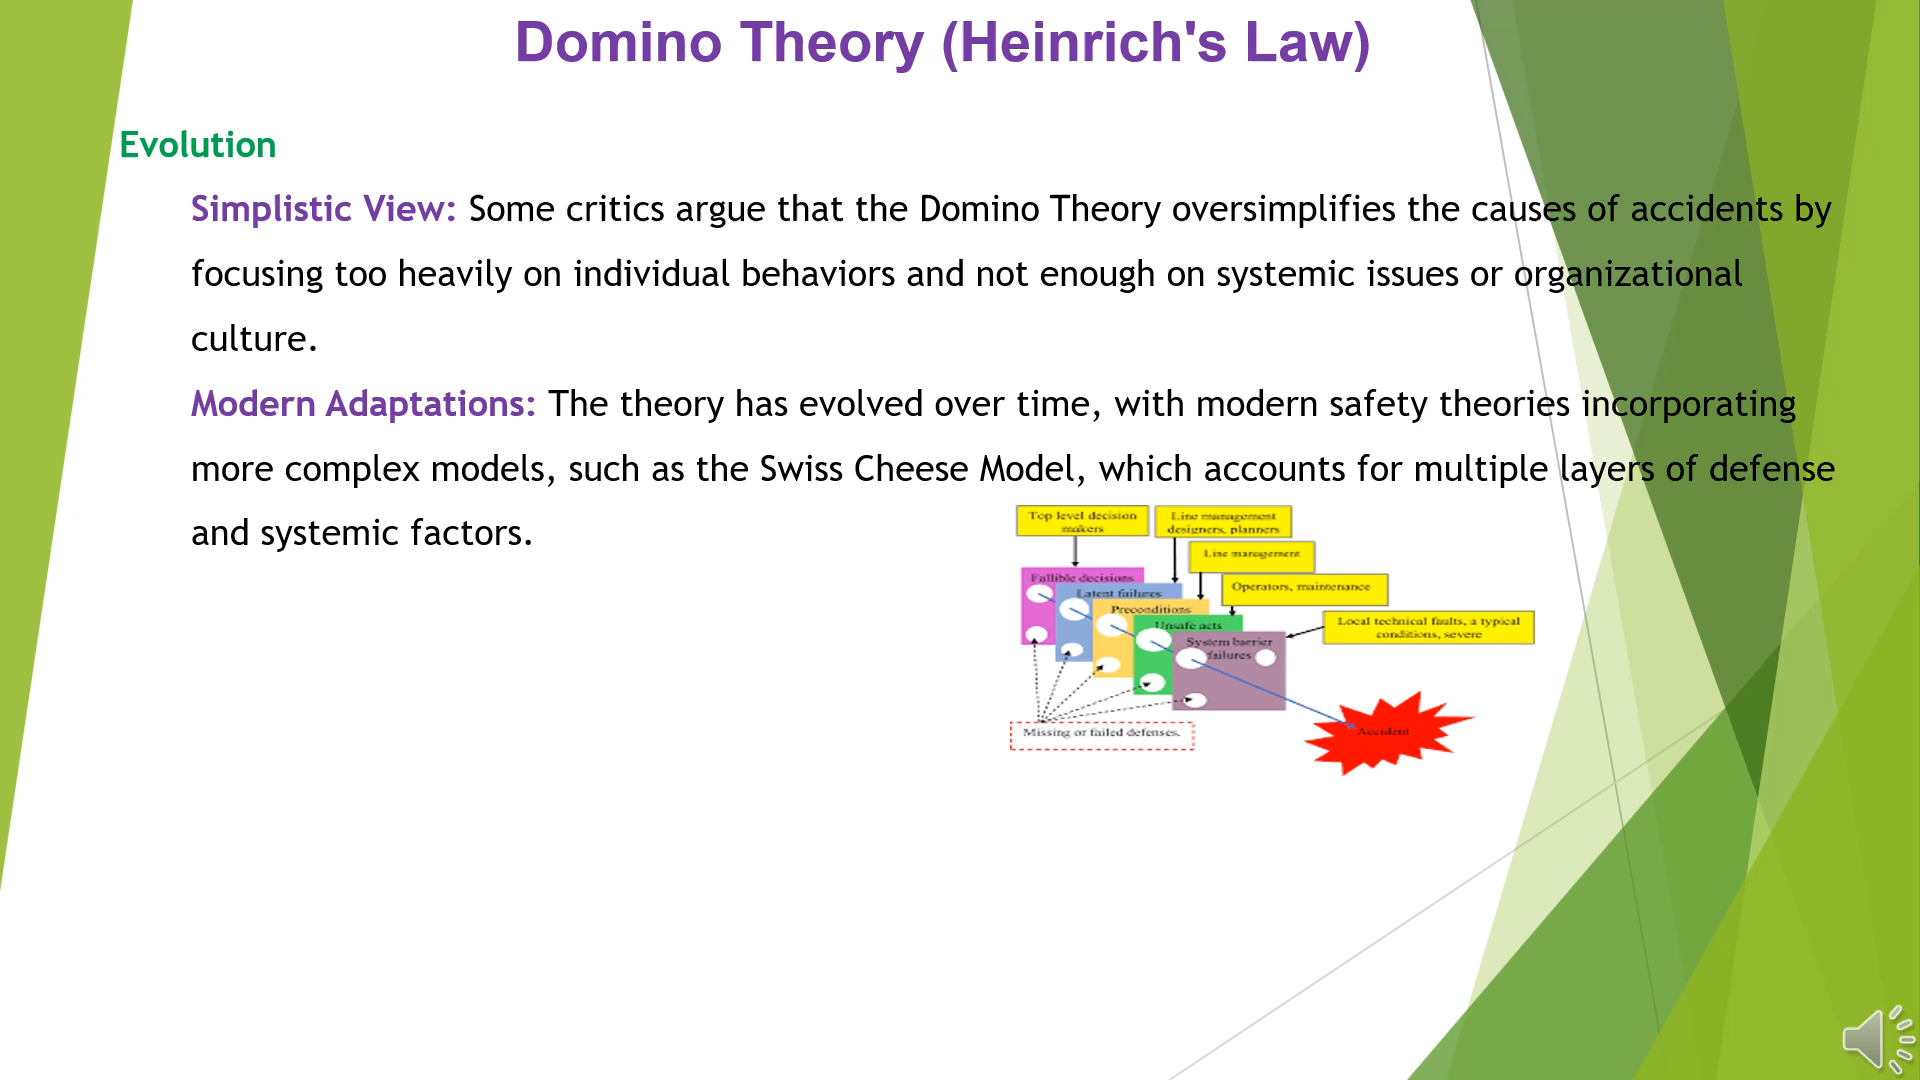 Domino Theory (Heinrich's Law)
Evolution
Simplistic View: Some critics argue that the Domino Theory oversimplifies the causes of accidents by
focusing too heavily on individual behaviors and not enough on systemic issues or organizational
culture.
Modern Adaptations: The theory has evolved over time, with modern safety theories incorporating
more complex models, such as the Swiss Cheese Model, which accounts for multiple layers of defense
and systemic factors.
Top level decision
makers
Line management
designers, planners
Line management
Operators, maintenance
Local technical faults, a typical
conditions, severe
Fallible decisions
Latent failures
Preconditions
Unsafe acts
System barrier
failures
Missing or failed defenses.
Accident